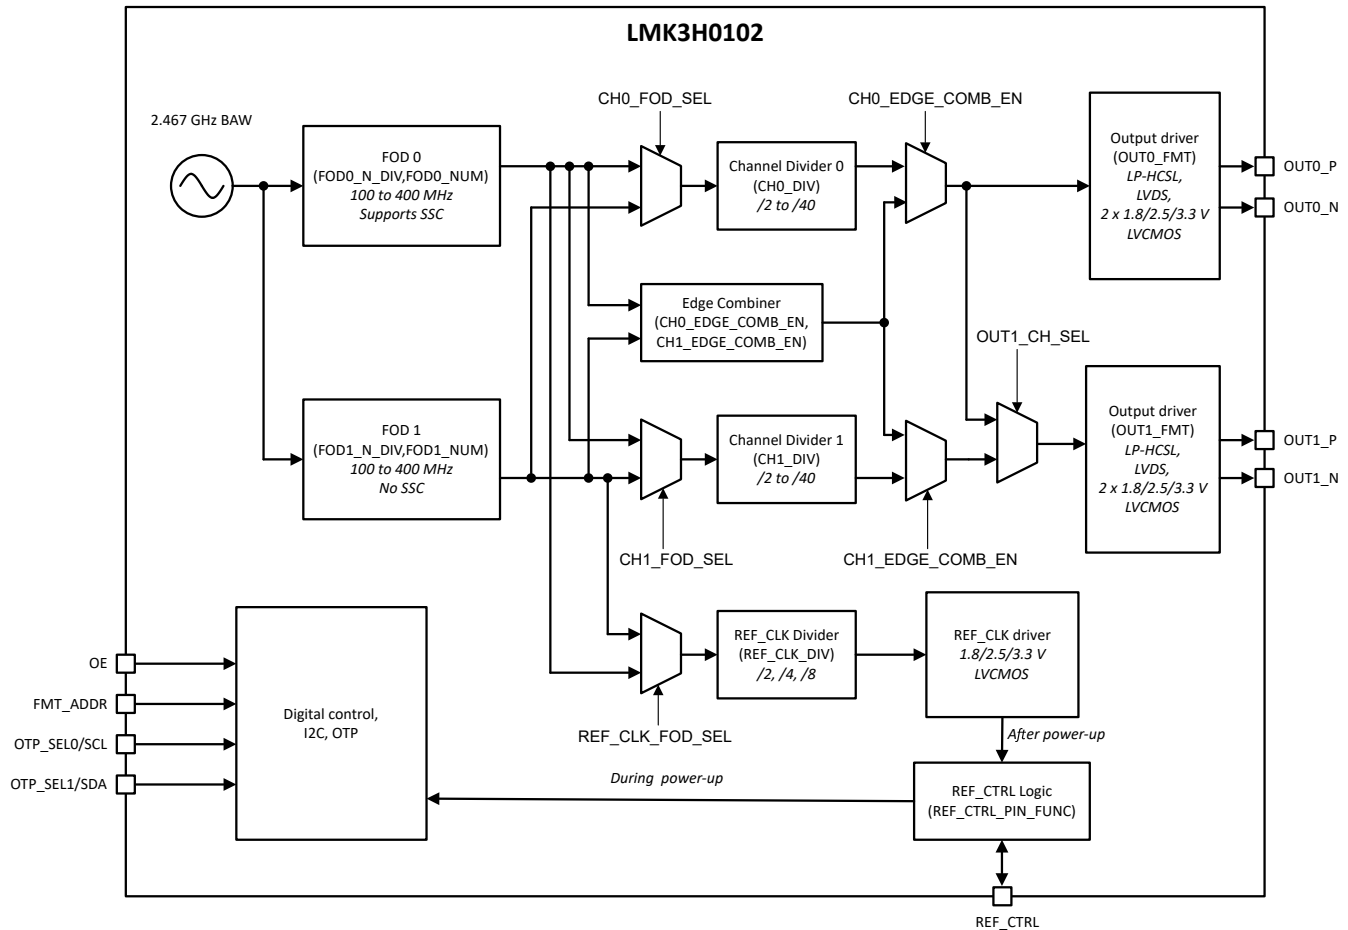 LMK3H0102
2.467 GHz BAW
FOD 0
(FOD0_N_DIV,FOD0_NUM)
100 to 400 MHz
Supports SSC
CH0_FOD_SEL
Channel Divider 0
(CH0_DIV)
/2 to /40
CH0_EDGE_COMB_EN
Output driver
(OUT0_FMT)
LP-HCSL,
LVDS,
2 x 1.8/2.5/3.3 V
LVCMOS
OUT0_P
OUT0_N
Edge Combiner
(CH0_EDGE_COMB_EN,
CH1_EDGE_COMB_EN)
OUT1_CH_SEL
FOD 1
(FOD1_N_DIV,FOD1_NUM)
100 to 400 MHz
No SSC
Channel Divider 1
(CH1_DIV)
/2 to /40
Output driver
(OUT1_FMT)
LP-HCSL,
LVDS,
2 x 1.8/2.5/3.3 V
LVCMOS
OUT1_P
OUT1_N
CH1_FOD_SEL
CH1_EDGE_COMB_EN
REF_CLK Divider
(REF_CLK_DIV)
/2, /4, /8
REF_CLK driver
1.8/2.5/3.3 V
LVCMOS
OE
FMT_ADDR
OTP_SEL0/SCL
OTP_SEL1/SDA
Digital control,
I2C, OTP
REF_CLK_FOD_SEL
After power-up
During power-up
REF_CTRL Logic
(REF_CTRL_PIN_FUNC)
REF_CTRL